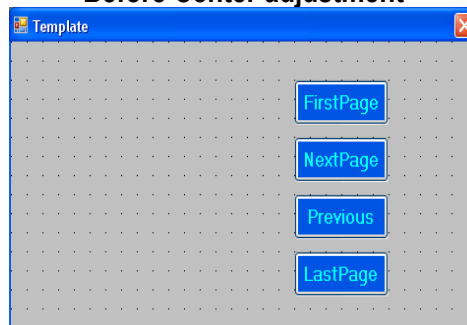 Before Center adjustment
Template
FirstPage
NextPage
Previous
LastPage